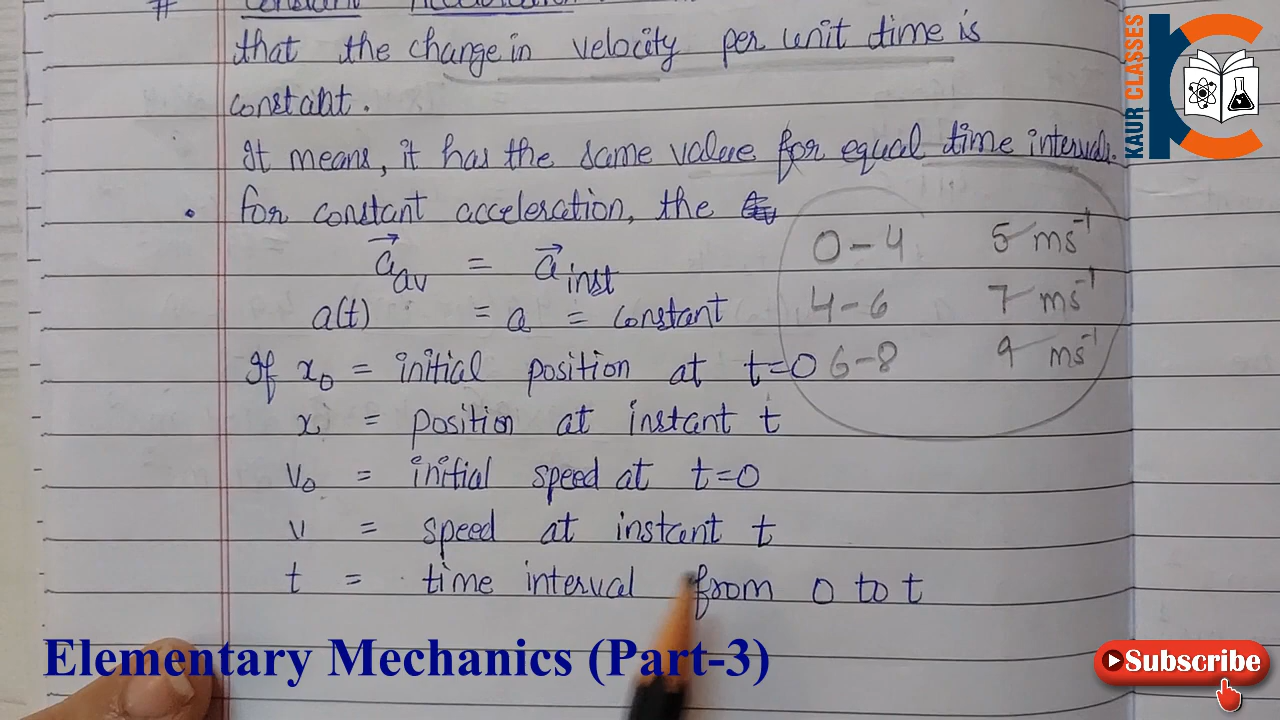 # Constant Acceleration
that the change in velocity per unit time is
constant.
It means, it has the same value for equal time intervals.
• For constant acceleration, the
a⃗av = a⃗inst
a(t) = a = constant
If x₀ = initial position at t=0
x = position at instant t
v₀ = initial speed at t=0
v = speed at instant t
t = time interval from 0 to t
0-4 5 ms⁻¹
4-6 7 ms⁻¹
6-8 9 ms⁻¹
Elementary Mechanics (Part-3)
KAUR CLASSES
KC
Subscribe